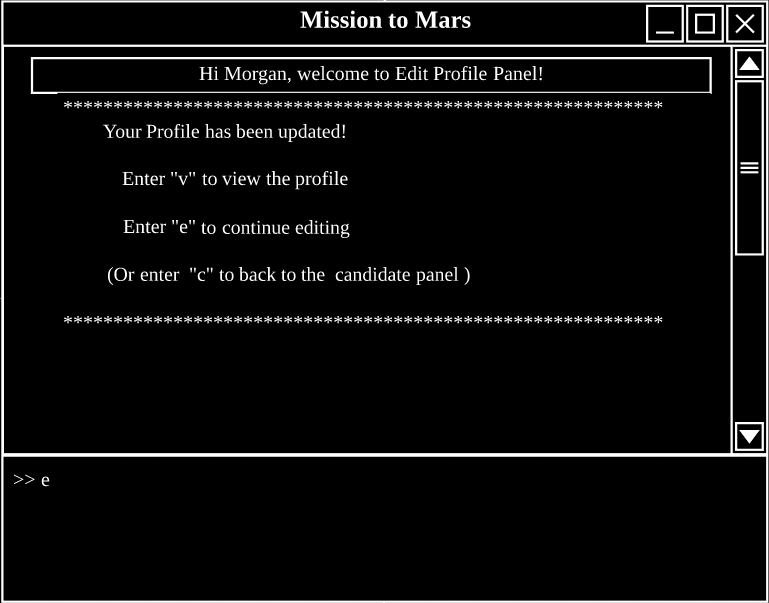 Mission to Mars
Hi Morgan, welcome to Edit Profile Panel!
************************************************************
Your Profile has been updated!
Enter "v" to view the profile
Enter "e" to continue editing
(Or enter  "c" to back to the  candidate panel )
************************************************************
>> e